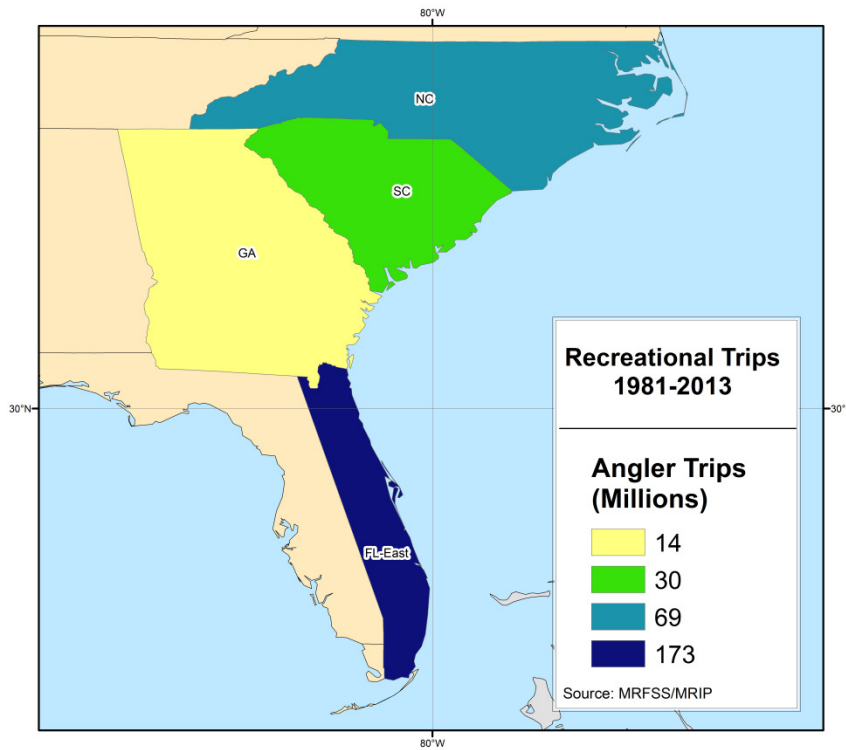 80°W
NC
SC
GA
30°N
30°
FL-East
Recreational Trips
1981-2013
Angler Trips
(Millions)
14
30
69
173
Source: MRFSS/MRIP
80°W